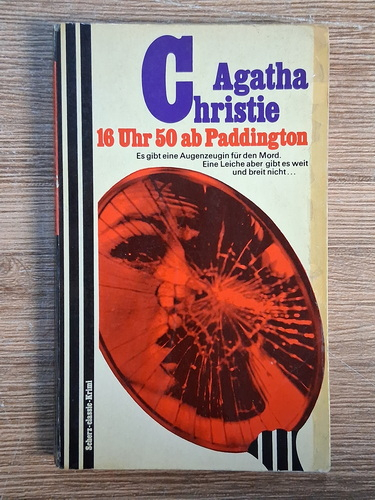 Agatha
Christie
16 Uhr 50 ab Paddington
Es gibt eine Augenzeugin für den Mord.
Eine Leiche aber gibt es weit
und breit nicht...
Scherz-classic-Krimi